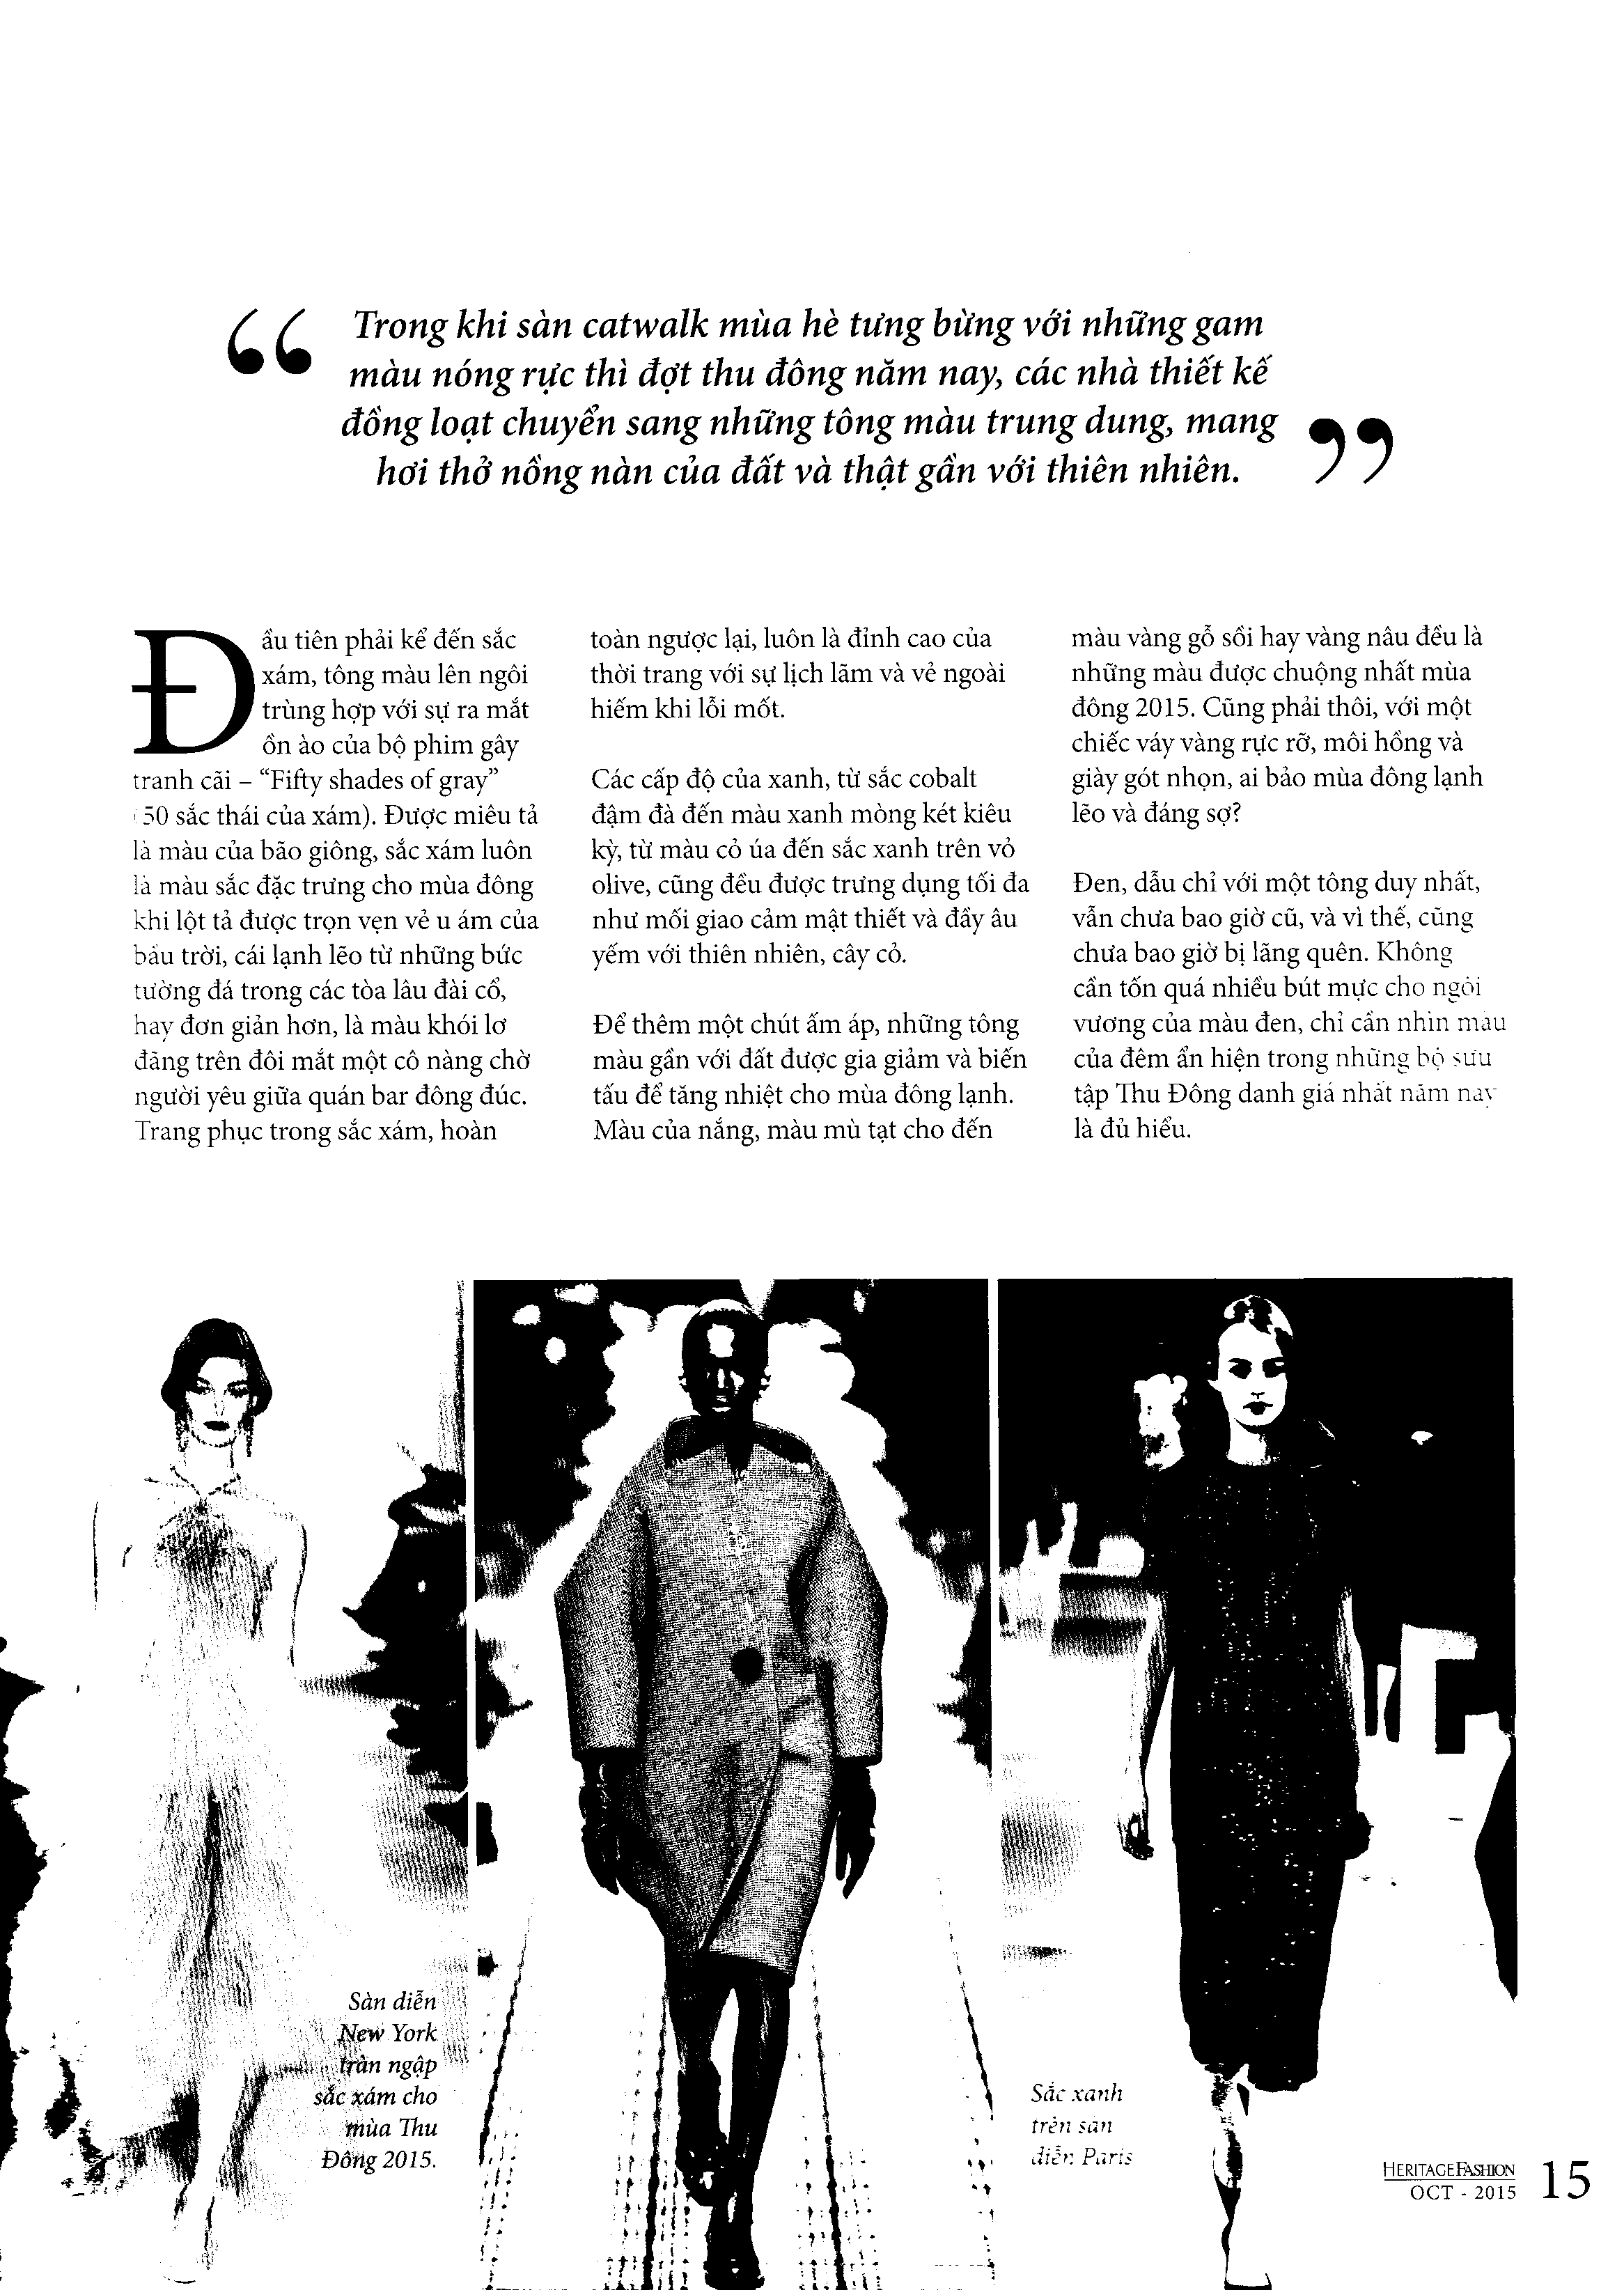 “ Trong khi sàn catwalk mùa hè tưng bừng với những gam
màu nóng rực thì đợt thu đông năm nay, các nhà thiết kế
đồng loạt chuyển sang những tông màu trung dung, mang
hơi thở nồng nàn của đất và thật gần với thiên nhiên. ”
Đầu tiên phải kể đến sắc
xám, tông màu lên ngôi
trùng hợp với sự ra mắt
ồn ào của bộ phim gây
tranh cãi – “Fifty shades of gray”
(50 sắc thái của xám). Được miêu tả
là màu của bão giông, sắc xám luôn
là màu sắc đặc trưng cho mùa đông
khi lột tả được trọn vẹn vẻ u ám của
bầu trời, cái lạnh lẽo từ những bức
tường đá trong các tòa lâu đài cổ,
hay đơn giản hơn, là màu khói lơ
đãng trên đôi mắt một cô nàng chờ
người yêu giữa quán bar đông đúc.
Trang phục trong sắc xám, hoàn
toàn ngược lại, luôn là đỉnh cao của
thời trang với sự lịch lãm và vẻ ngoài
hiếm khi lỗi mốt.
Các cấp độ của xanh, từ sắc cobalt
đậm đà đến màu xanh mòng két kiêu
kỳ, từ màu cỏ úa đến sắc xanh trên vỏ
olive, cũng đều được trưng dụng tối đa
như mối giao cảm mật thiết và đầy âu
yếm với thiên nhiên, cây cỏ.
Để thêm một chút ấm áp, những tông
màu gần với đất được gia giảm và biến
tấu để tăng nhiệt cho mùa đông lạnh.
Màu của nắng, màu mù tạt cho đến
màu vàng gỗ sồi hay vàng nâu đều là
những màu được chuộng nhất mùa
đông 2015. Cũng phải thôi, với một
chiếc váy vàng rực rỡ, môi hồng và
giày gót nhọn, ai bảo mùa đông lạnh
lẽo và đáng sợ?
Đen, dẫu chỉ với một tông duy nhất,
vẫn chưa bao giờ cũ, và vì thế, cũng
chưa bao giờ bị lãng quên. Không
cần tốn quá nhiều bút mực cho ngôi
vương của màu đen, chỉ cần nhìn màu
của đêm ẩn hiện trong những bộ sưu
tập Thu Đông danh giá nhất năm nay
là đủ hiểu.
Sàn diễn
New York
tràn ngập
sắc xám cho
mùa Thu
Đông 2015.
Sắc xanh
trên sàn
diễn Paris
HERITAGE FASHION
OCT - 2015 15